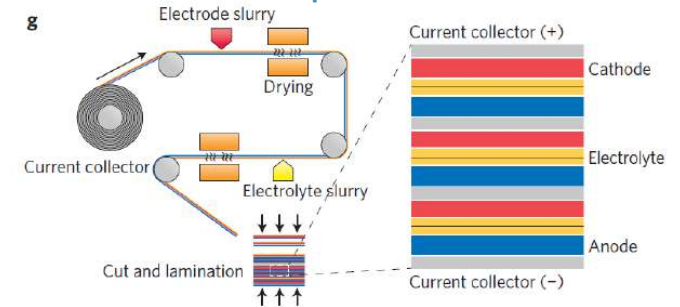 g
Electrode slurry
Current collector (+)
Cathode
Drying
Electrolyte
Current collector
Electrolyte slurry
Anode
Cut and lamination
Current collector (−)